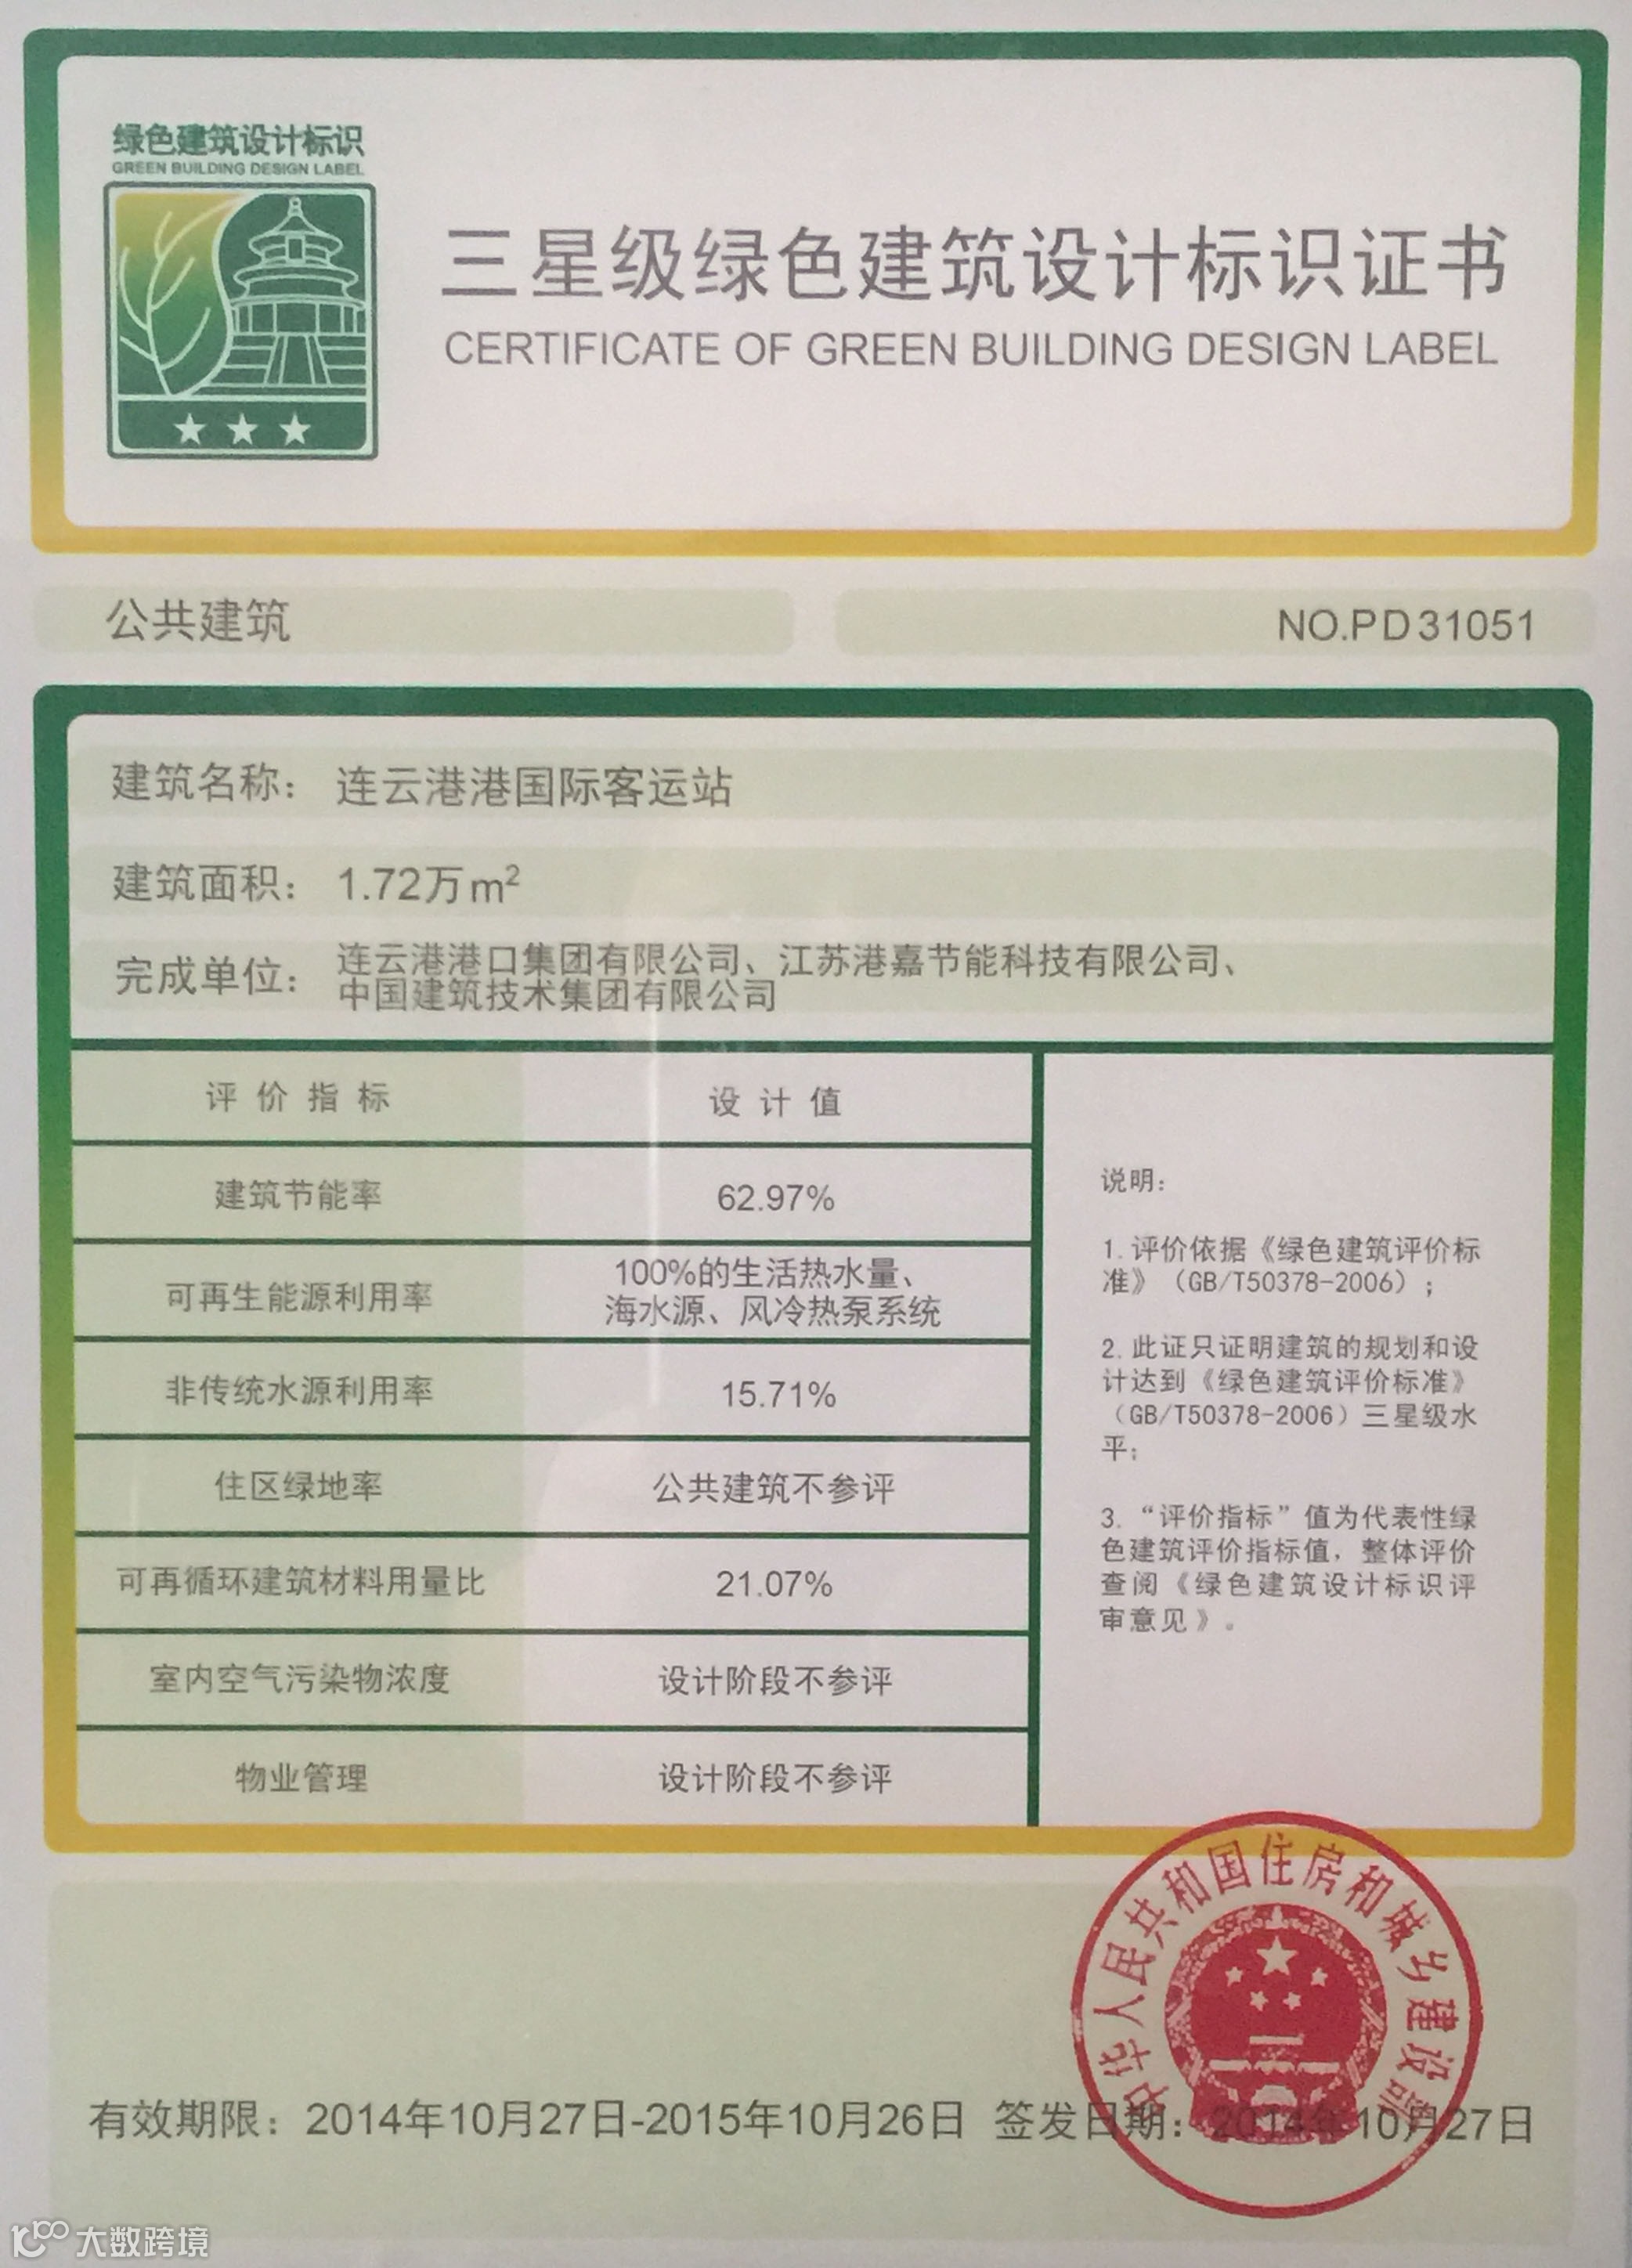 绿色建筑设计标识
GREEN BUILDING DESIGN LABEL
三星级绿色建筑设计标识证书
CERTIFICATE OF GREEN BUILDING DESIGN LABEL
公共建筑
NO.PD31051
建筑名称： 连云港港国际客运站
建筑面积： 1.72万m²
完成单位： 连云港港口集团有限公司、江苏港嘉节能科技有限公司、
中国建筑技术集团有限公司
评价指标 设计值
建筑节能率 62.97%
可再生能源利用率 100%的生活热水量、
海水源、风冷热泵系统
非传统水源利用率 15.71%
住区绿地率 公共建筑不参评
可再循环建筑材料用量比 21.07%
室内空气污染物浓度 设计阶段不参评
物业管理 设计阶段不参评
说明：
1.评价依据《绿色建筑评价标
准》（GB/T50378-2006）；
2.此证只证明建筑的规划和设
计达到《绿色建筑评价标准》
（GB/T50378-2006）三星级水
平；
3.“评价指标”值为代表性绿
色建筑评价指标值，整体评价
查阅《绿色建筑设计标识评
审意见》。
中华人民共和国住房和城乡建设部
有效期限：2014年10月27日-2015年10月26日 签发日期：2014年10月27日
大数跨境